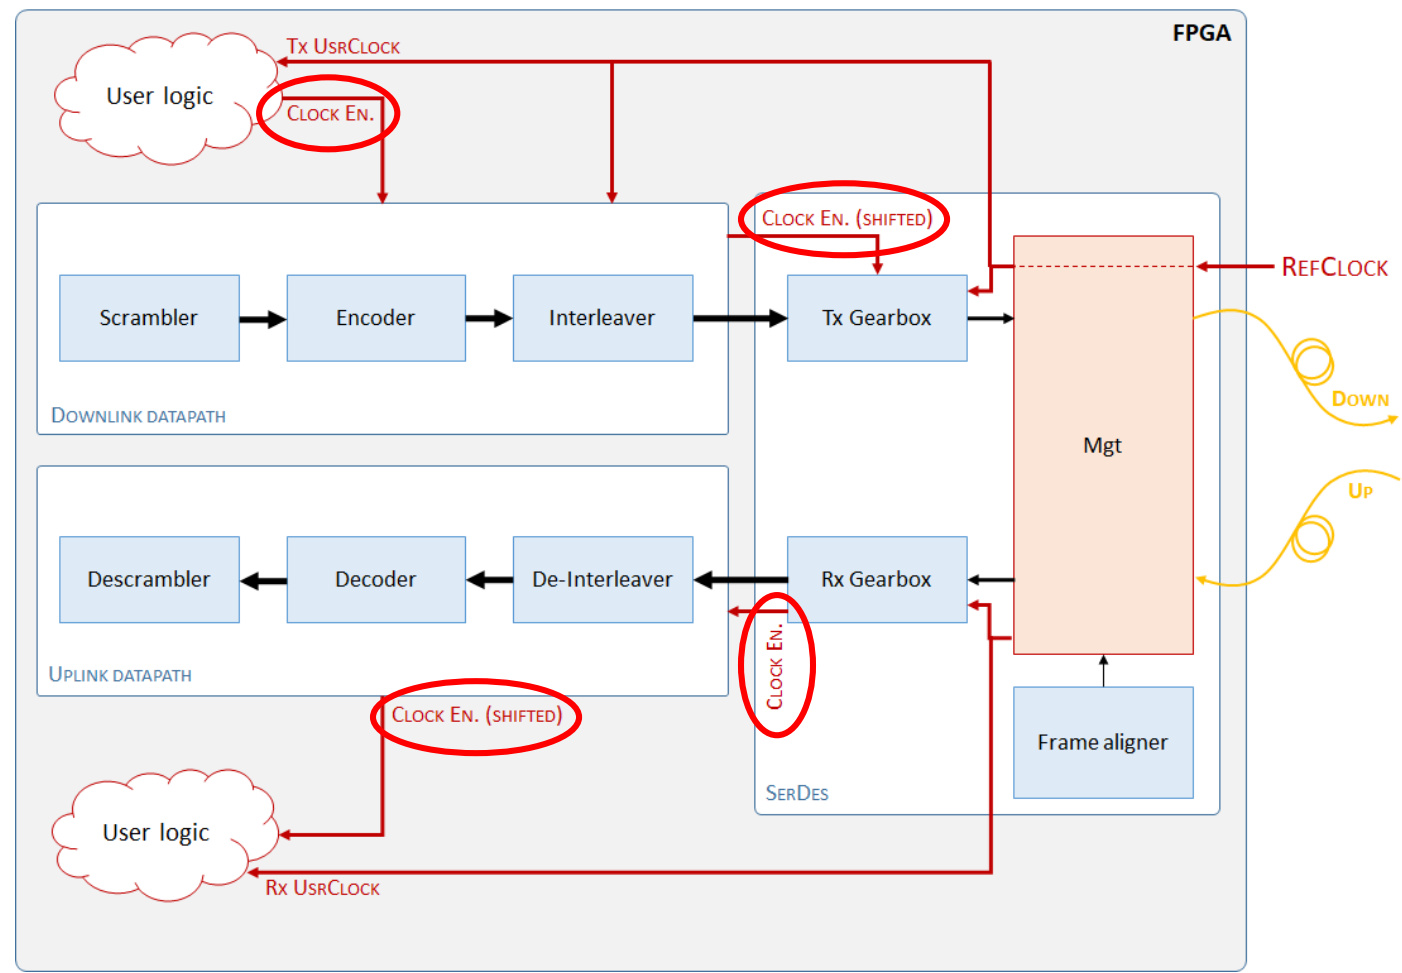 FPGA
Tx UsrClock
User logic
Clock En.
Clock En. (shifted)
RefClock
Scrambler
Encoder
Interleaver
Tx Gearbox
Down
Downlink datapath
Mgt
Up
Descrambler
Decoder
De-Interleaver
Rx Gearbox
Clock En.
Uplink datapath
Clock En. (shifted)
Frame aligner
SerDes
User logic
Rx UsrClock